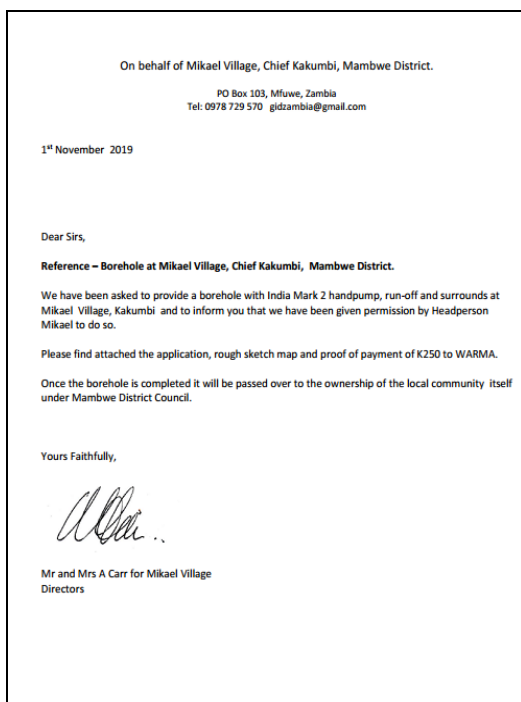 On behalf of Mikael Village, Chief Kakumbi, Mambwe District.
PO Box 103, Mfuwe, Zambia
Tel: 0978 729 570 gidzambia@gmail.com
1st November 2019
Dear Sirs,
Reference – Borehole at Mikael Village, Chief Kakumbi, Mambwe District.
We have been asked to provide a borehole with India Mark 2 handpump, run-off and surrounds at
Mikael Village, Kakumbi and to inform you that we have been given permission by Headperson
Mikael to do so.
Please find attached the application, rough sketch map and proof of payment of K250 to WARMA.
Once the borehole is completed it will be passed over to the ownership of the local community itself
under Mambwe District Council.
Yours Faithfully,
Mr and Mrs A Carr for Mikael Village
Directors